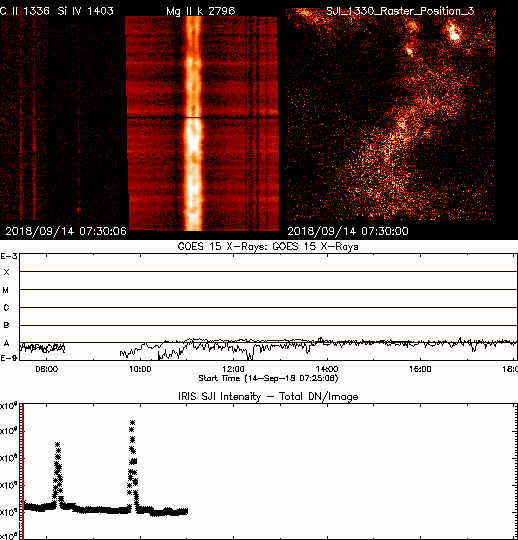 C II 1336 Si IV 1403 Mg II k 2796 SJI_1330_Raster_Position_3
2018/09/14 07:30:06 2018/09/14 07:30:00
GOES 15 X-Rays: GOES 15 X-Rays
E-3
X
M
C
B
A
E-9
08:00 10:00 12:00 14:00 16:00 18:00
Start Time (14-Sep-18 07:25:08)
IRIS SJI Intensity - Total DN/Image